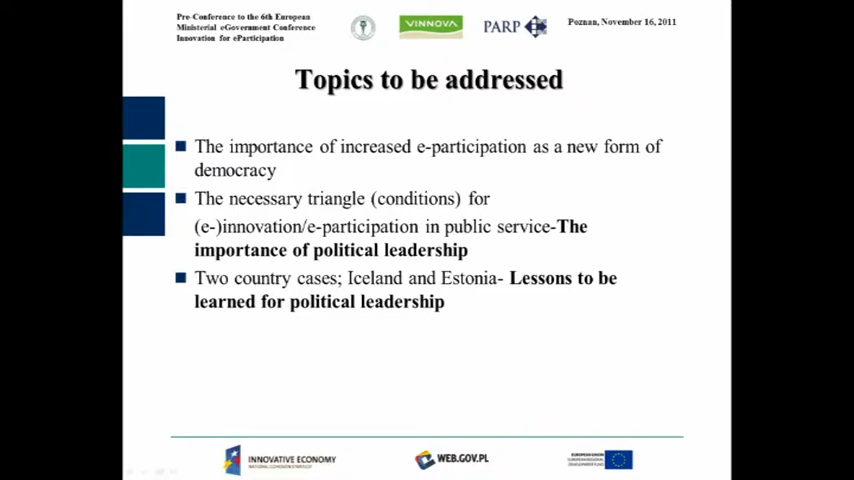 Pre-Conference to the 6th European
Ministerial eGovernment Conference
Innovation for eParticipation
VINNOVA
PARP
Poznan, November 16, 2011
Topics to be addressed
The importance of increased e-participation as a new form of
democracy
The necessary triangle (conditions) for
(e-)innovation/e-participation in public service-The
importance of political leadership
Two country cases; Iceland and Estonia- Lessons to be
learned for political leadership
INNOVATIVE ECONOMY
NATIONAL COHESION STRATEGY
WEB.GOV.PL
EUROPEAN UNION
EUROPEAN REGIONAL
DEVELOPMENT FUND